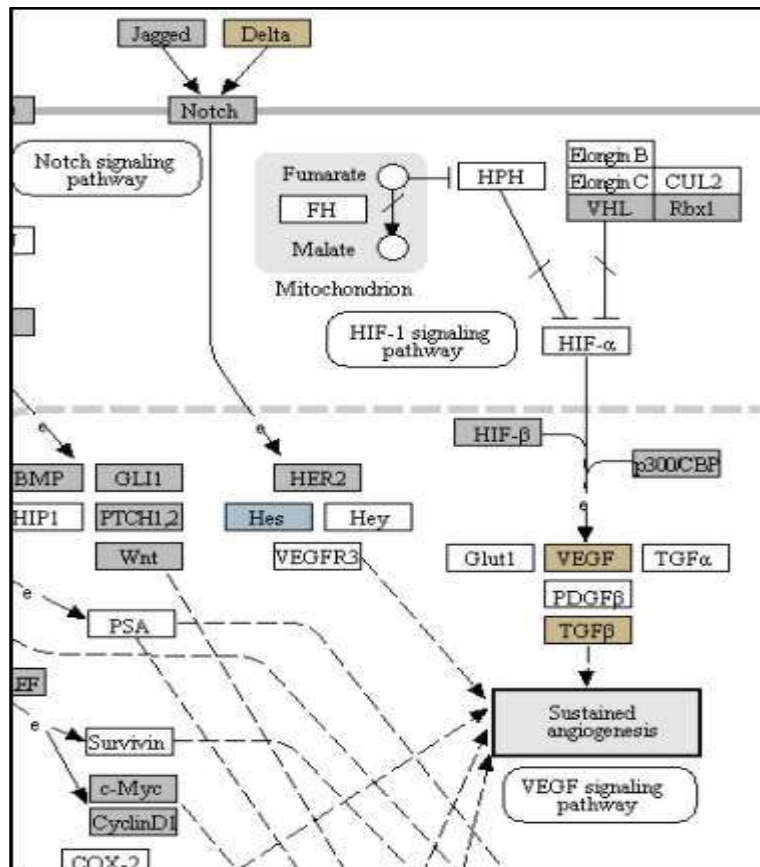 Jagged
Delta
Notch
Notch signaling
pathway
Fumarate
FH
Malate
Mitochondrion
HPH
Elongin B
Elongin C
CUL2
VHL
Rbx1
HIF-1 signaling
pathway
HIF-α
e
e
HIF-β
p300/CBP
BMP
GLI1
HER2
HIP1
PTCH1,2
Hes
Hey
e
Wnt
VEGFR3
Glut1
VEGF
TGFα
e
PDGFβ
PSA
TGFβ
LEF
e
Survivin
Sustained
angiogenesis
c-Myc
CyclinD1
VEGF signaling
pathway
COX-2